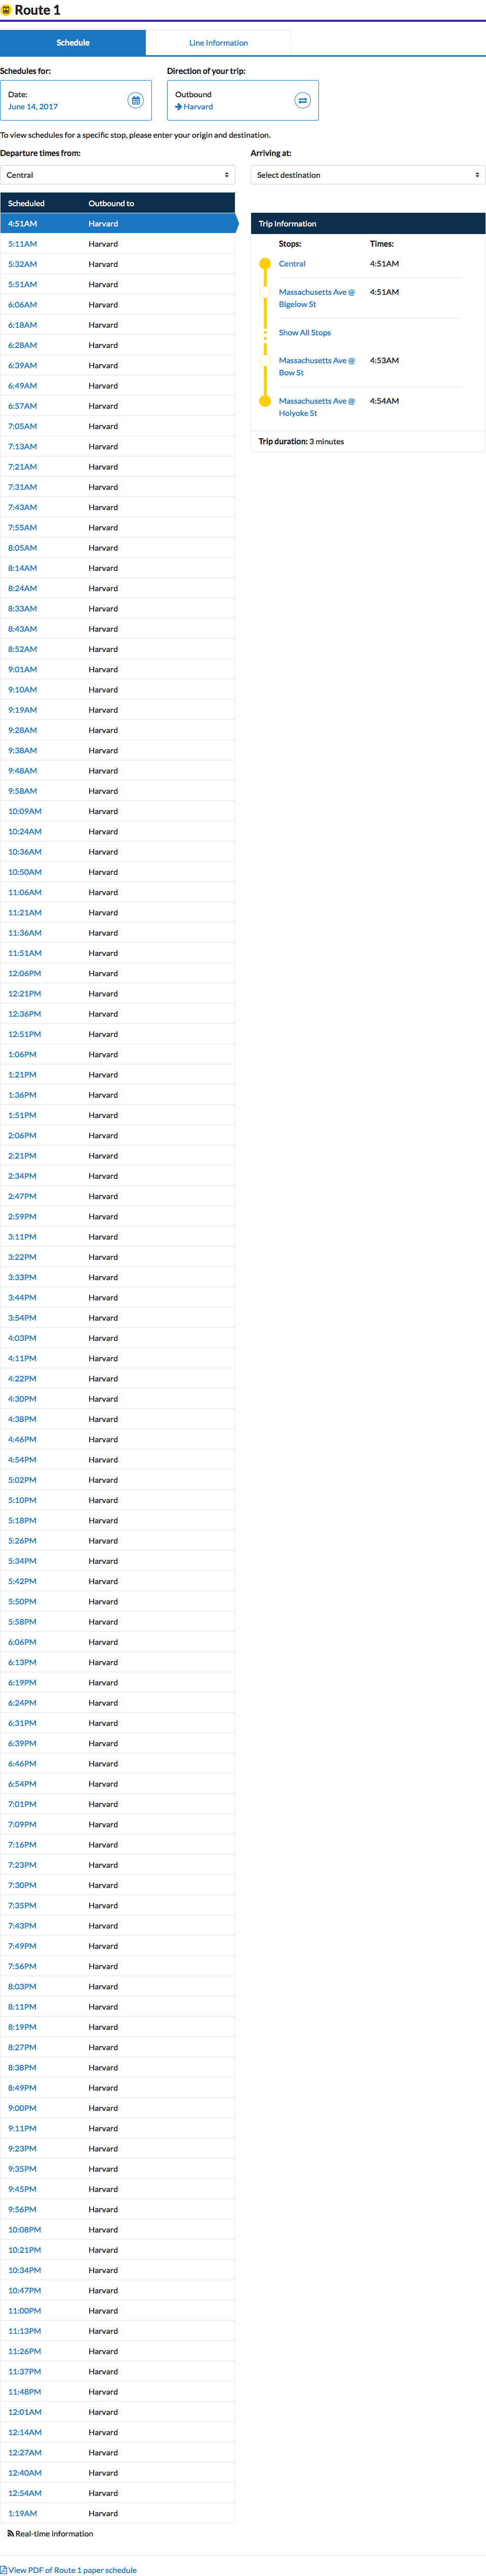 Route 1
Schedule
Line Information
Schedules for:
Direction of your trip:
Date:
June 14, 2017
Outbound
Harvard
To view schedules for a specific stop, please enter your origin and destination.
Departure times from:
Arriving at:
Central
Select destination
Scheduled Outbound to
4:51AM Harvard
5:11AM Harvard
5:32AM Harvard
5:51AM Harvard
6:06AM Harvard
6:18AM Harvard
6:28AM Harvard
6:39AM Harvard
6:49AM Harvard
6:57AM Harvard
7:05AM Harvard
7:13AM Harvard
7:21AM Harvard
7:31AM Harvard
7:43AM Harvard
7:55AM Harvard
8:05AM Harvard
8:14AM Harvard
8:24AM Harvard
8:33AM Harvard
8:43AM Harvard
8:52AM Harvard
9:01AM Harvard
9:10AM Harvard
9:19AM Harvard
9:28AM Harvard
9:38AM Harvard
9:48AM Harvard
9:58AM Harvard
10:09AM Harvard
10:24AM Harvard
10:36AM Harvard
10:50AM Harvard
11:06AM Harvard
11:21AM Harvard
11:36AM Harvard
11:51AM Harvard
12:06PM Harvard
12:21PM Harvard
12:36PM Harvard
12:51PM Harvard
1:06PM Harvard
1:21PM Harvard
1:36PM Harvard
1:51PM Harvard
2:06PM Harvard
2:21PM Harvard
2:34PM Harvard
2:47PM Harvard
2:59PM Harvard
3:11PM Harvard
3:22PM Harvard
3:33PM Harvard
3:44PM Harvard
3:54PM Harvard
4:03PM Harvard
4:11PM Harvard
4:22PM Harvard
4:30PM Harvard
4:38PM Harvard
4:46PM Harvard
4:54PM Harvard
5:02PM Harvard
5:10PM Harvard
5:18PM Harvard
5:26PM Harvard
5:34PM Harvard
5:42PM Harvard
5:50PM Harvard
5:58PM Harvard
6:06PM Harvard
6:13PM Harvard
6:19PM Harvard
6:24PM Harvard
6:31PM Harvard
6:39PM Harvard
6:46PM Harvard
6:54PM Harvard
7:01PM Harvard
7:09PM Harvard
7:16PM Harvard
7:23PM Harvard
7:30PM Harvard
7:35PM Harvard
7:43PM Harvard
7:49PM Harvard
7:56PM Harvard
8:03PM Harvard
8:11PM Harvard
8:19PM Harvard
8:27PM Harvard
8:38PM Harvard
8:49PM Harvard
9:00PM Harvard
9:11PM Harvard
9:23PM Harvard
9:35PM Harvard
9:45PM Harvard
9:56PM Harvard
10:08PM Harvard
10:21PM Harvard
10:34PM Harvard
10:47PM Harvard
11:00PM Harvard
11:13PM Harvard
11:26PM Harvard
11:37PM Harvard
11:48PM Harvard
12:01AM Harvard
12:14AM Harvard
12:27AM Harvard
12:40AM Harvard
12:54AM Harvard
1:19AM Harvard
Trip Information
Stops: Times:
Central 4:51AM
Massachusetts Ave @ 4:51AM
Bigelow St
Show All Stops
Massachusetts Ave @ 4:53AM
Bow St
Massachusetts Ave @ 4:54AM
Holyoke St
Trip duration: 3 minutes
Real-time information
View PDF of Route 1 paper schedule